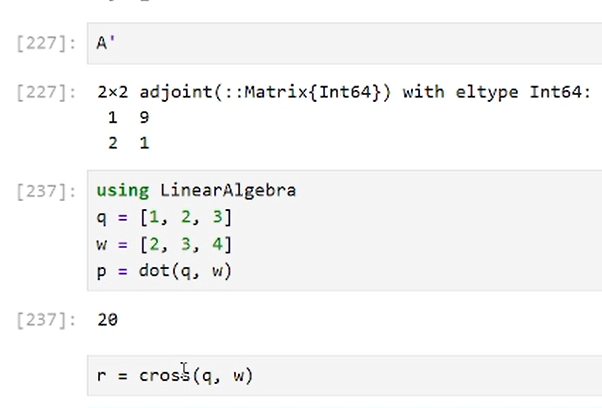 [227]: A'
[227]: 2×2 adjoint(::Matrix{Int64}) with eltype Int64:
1 9
2 1
[237]: using LinearAlgebra
q = [1, 2, 3]
w = [2, 3, 4]
p = dot(q, w)
[237]: 20
r = cross(q, w)